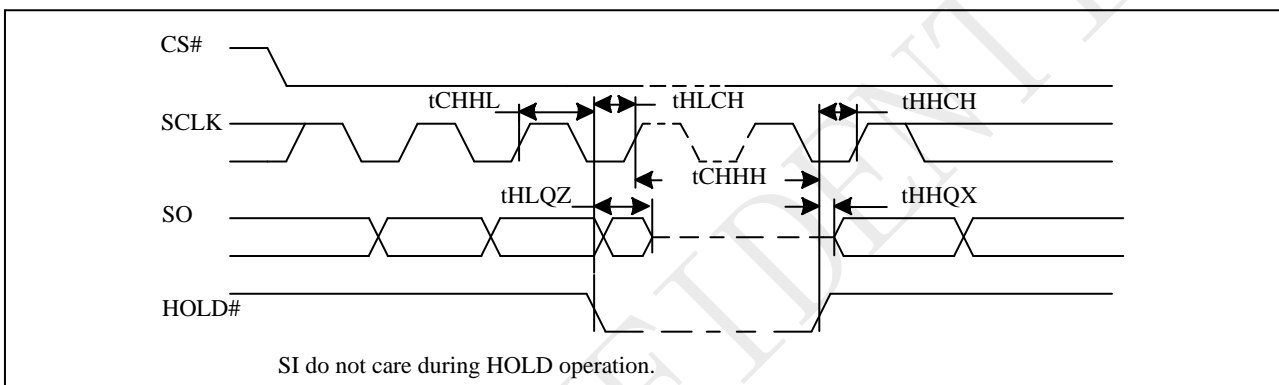 CS#
tCHHL
tHLCH
tHHCH
SCLK
tCHHH
tHLQZ
tHHQX
SO
HOLD#
SI do not care during HOLD operation.